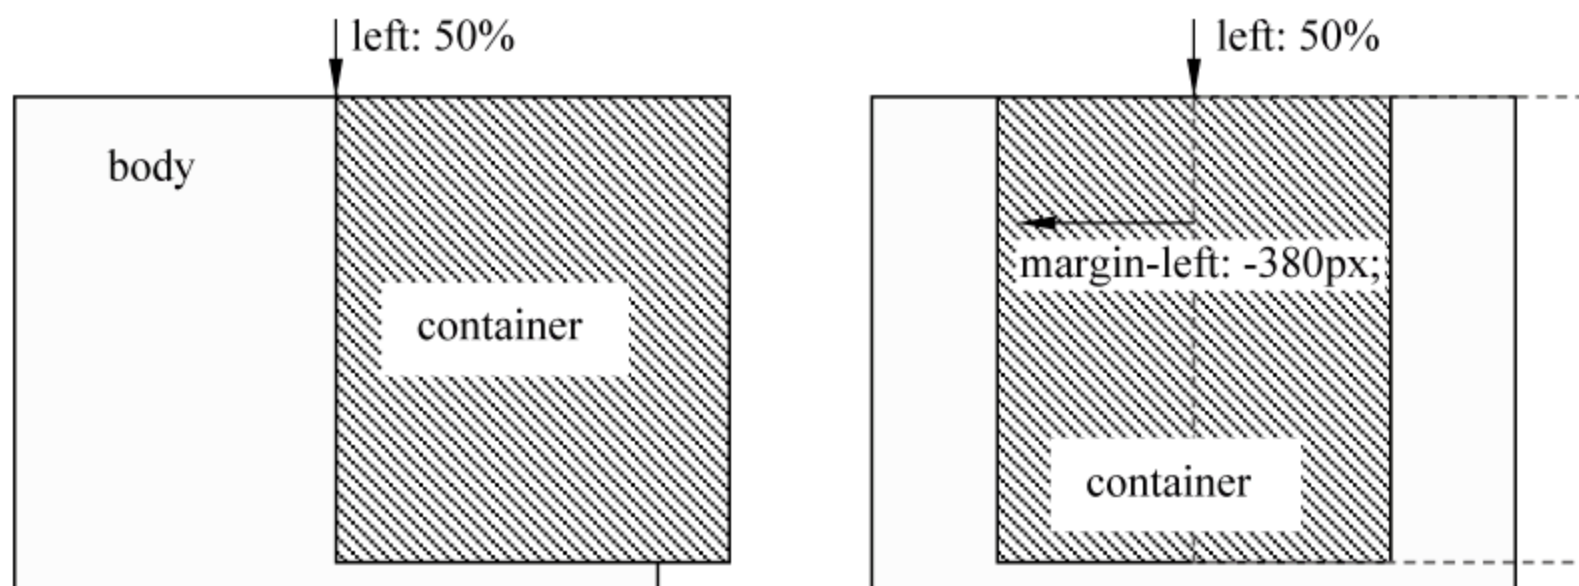 left: 50%
body
container
left: 50%
margin-left: -380px;
container